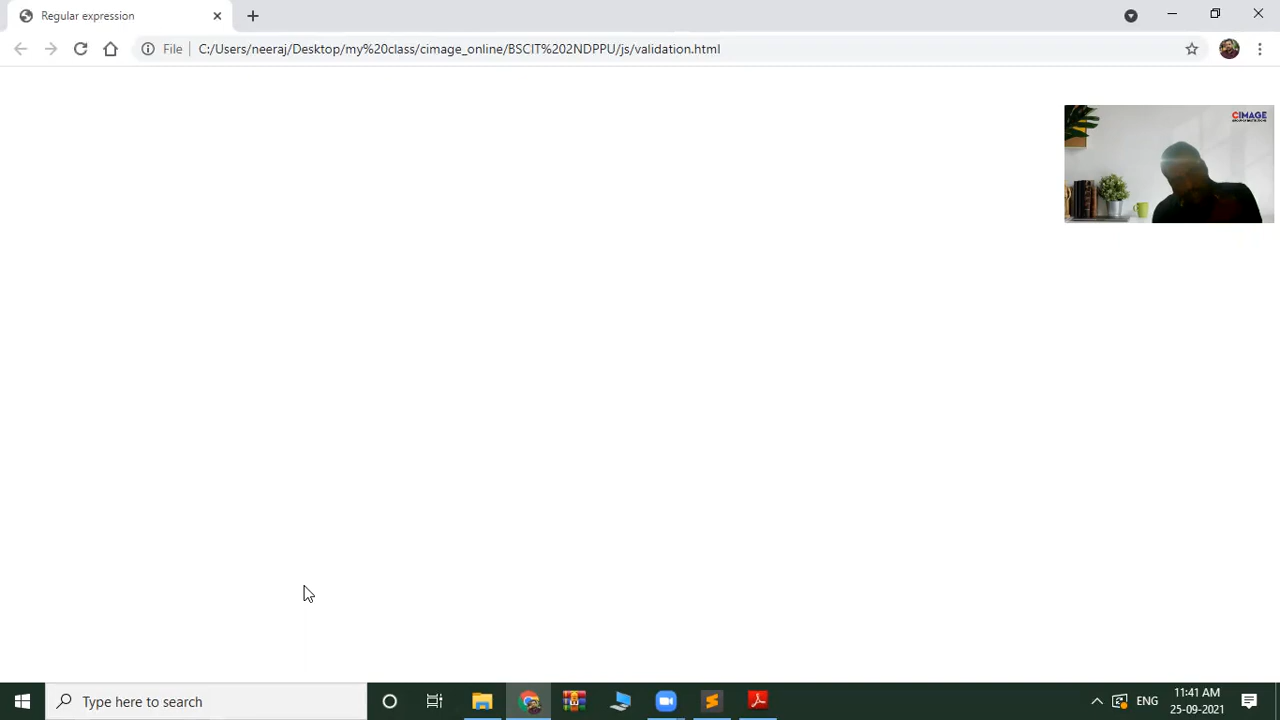 Regular expression
File
C:/Users/neeraj/Desktop/my%20class/cimage_online/BSCIT%202NDPPU/js/validation.html
CIMAGE
Type here to search
ENG
11:41 AM
25-09-2021